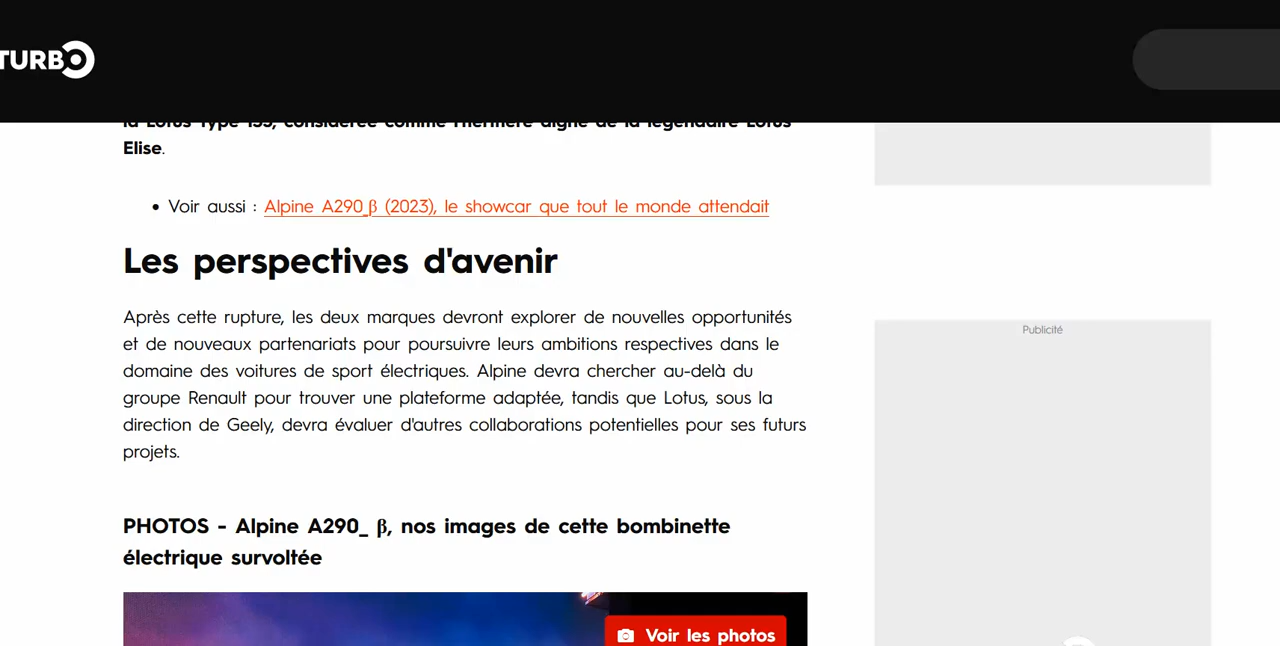 TURBO
la Lotus Type 135, considérée comme l'héritière digne de la légendaire Lotus
Elise.
• Voir aussi : Alpine A290_β (2023), le showcar que tout le monde attendait
Les perspectives d'avenir
Après cette rupture, les deux marques devront explorer de nouvelles opportunités
et de nouveaux partenariats pour poursuivre leurs ambitions respectives dans le
domaine des voitures de sport électriques. Alpine devra chercher au-delà du
groupe Renault pour trouver une plateforme adaptée, tandis que Lotus, sous la
direction de Geely, devra évaluer d'autres collaborations potentielles pour ses futurs
projets.
Publicité
PHOTOS - Alpine A290_ β, nos images de cette bombinette
électrique survoltée
Voir les photos